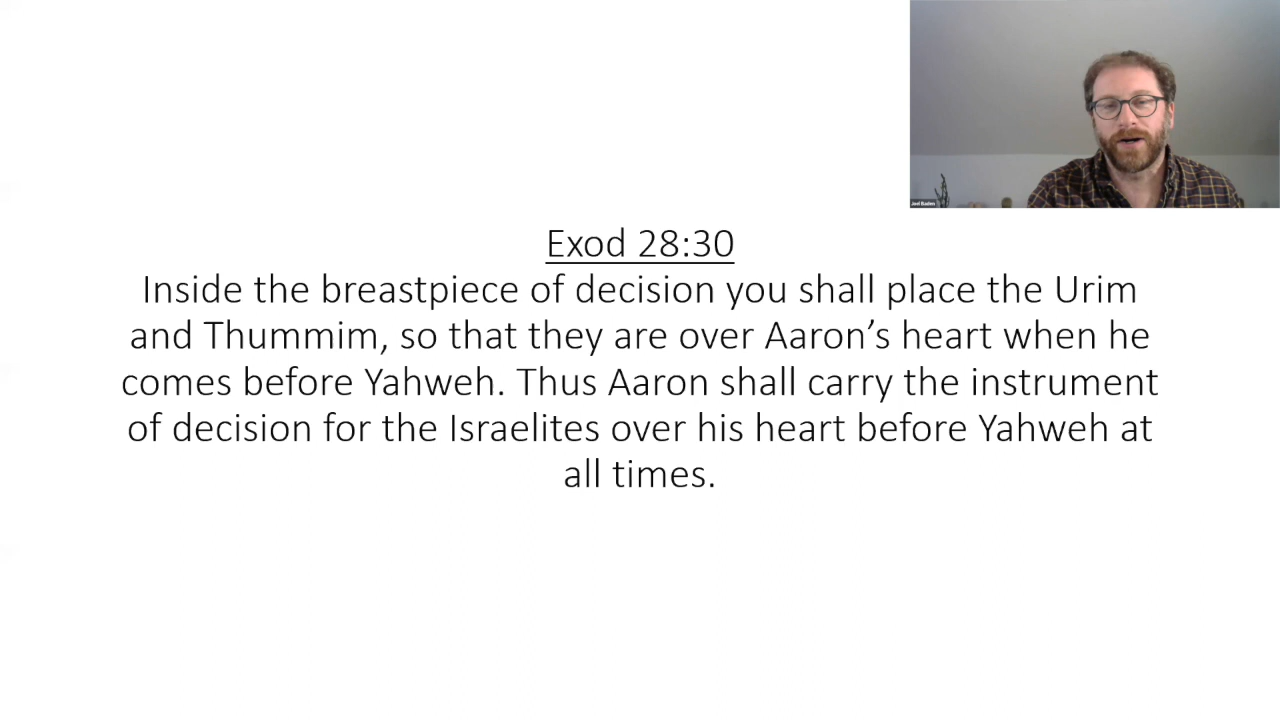 Joel Baden
Exod 28:30
Inside the breastpiece of decision you shall place the Urim
and Thummim, so that they are over Aaron’s heart when he
comes before Yahweh. Thus Aaron shall carry the instrument
of decision for the Israelites over his heart before Yahweh at
all times.